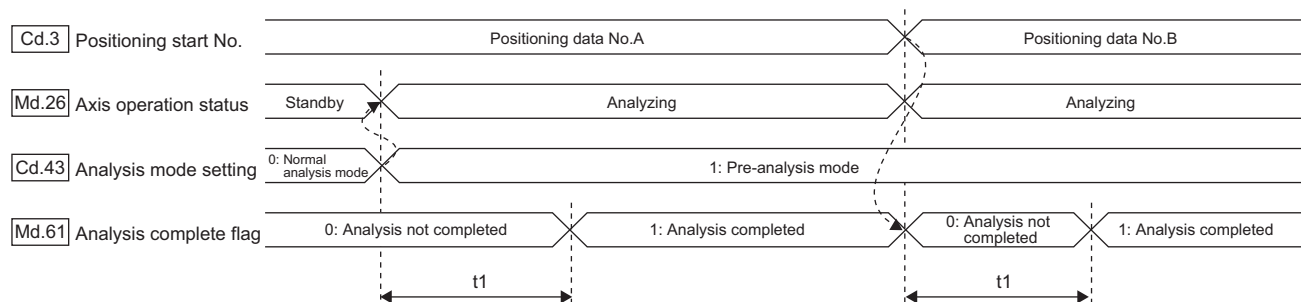 Cd.3 Positioning start No.
Positioning data No.A
Positioning data No.B
Md.26 Axis operation status
Standby
Analyzing
Analyzing
Cd.43 Analysis mode setting
0: Normal
analysis mode
1: Pre-analysis mode
Md.61 Analysis complete flag
0: Analysis not completed
1: Analysis completed
0: Analysis not
completed
1: Analysis completed
t1
t1